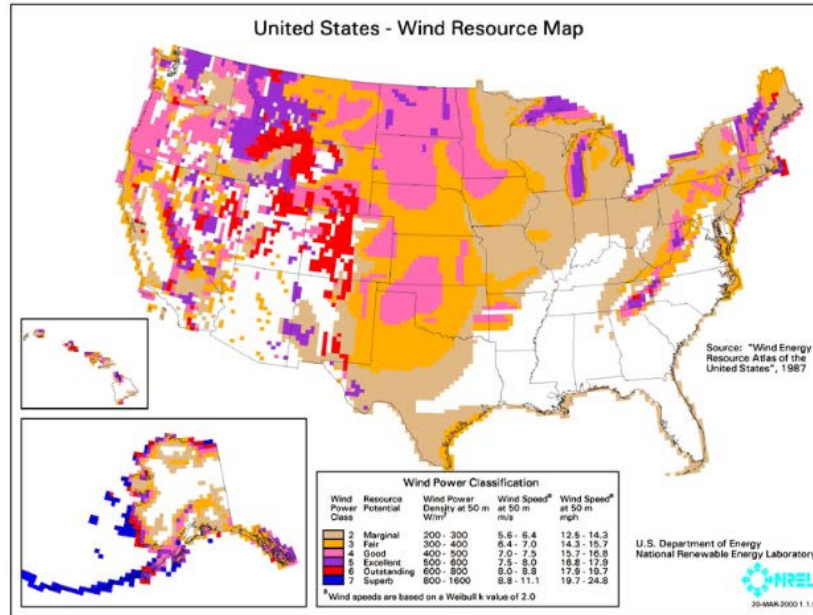 United States - Wind Resource Map
Source: "Wind Energy
Resource Atlas of the
United States", 1987
Wind Power Classification
Wind Power Class Resource Potential Wind Power Density at 50 m W/m² Wind Speedᵃ at 50 m m/s Wind Speedᵃ at 50 m mph
2 Marginal 200 - 300 5.6 - 6.4 12.5 - 14.3
3 Fair 300 - 400 6.4 - 7.0 14.3 - 15.7
4 Good 400 - 500 7.0 - 7.5 15.7 - 16.8
5 Excellent 500 - 600 7.5 - 8.0 16.8 - 17.9
6 Outstanding 600 - 800 8.0 - 8.8 17.9 - 19.7
7 Superb 800 - 1600 8.8 - 11.1 19.7 - 24.8
ᵃWind speeds are based on a Weibull k value of 2.0
U.S. Department of Energy
National Renewable Energy Laboratory
NREL